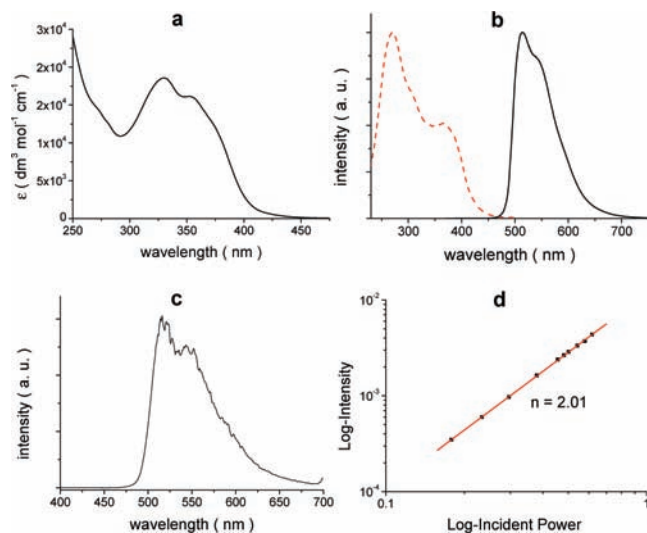 a
b
3x10⁴
2x10⁴
2x10⁴
1x10⁴
5x10³
0
250 300 350 400 450
ε ( dm³ mol⁻¹ cm⁻¹ )
wavelength ( nm )
intensity ( a. u. )
300 400 500 600 700
wavelength ( nm )
c
d
intensity ( a. u. )
400 450 500 550 600 650 700
wavelength ( nm )
10⁻²
10⁻³
10⁻⁴
0.1 1
Log-Intensity
n = 2.01
Log-Incident Power